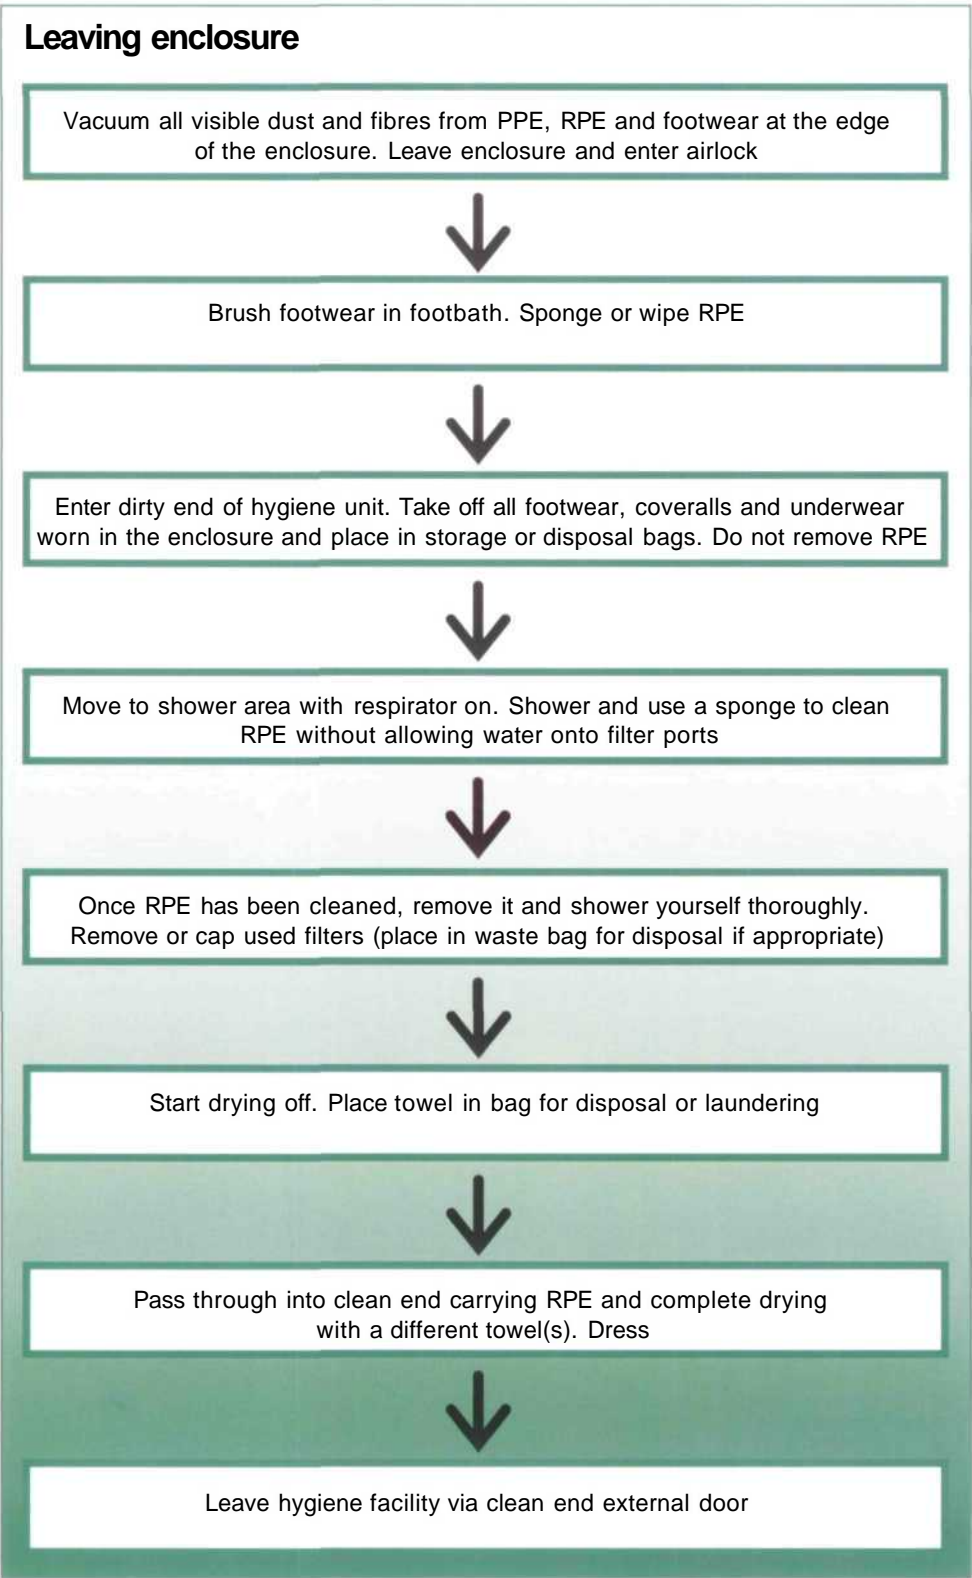 Leaving enclosure
Vacuum all visible dust and fibres from PPE, RPE and footwear at the edge
of the enclosure. Leave enclosure and enter airlock
Brush footwear in footbath. Sponge or wipe RPE
Enter dirty end of hygiene unit. Take off all footwear, coveralls and underwear
worn in the enclosure and place in storage or disposal bags. Do not remove RPE
Move to shower area with respirator on. Shower and use a sponge to clean
RPE without allowing water onto filter ports
Once RPE has been cleaned, remove it and shower yourself thoroughly.
Remove or cap used filters (place in waste bag for disposal if appropriate)
Start drying off. Place towel in bag for disposal or laundering
Pass through into clean end carrying RPE and complete drying
with a different towel(s). Dress
Leave hygiene facility via clean end external door